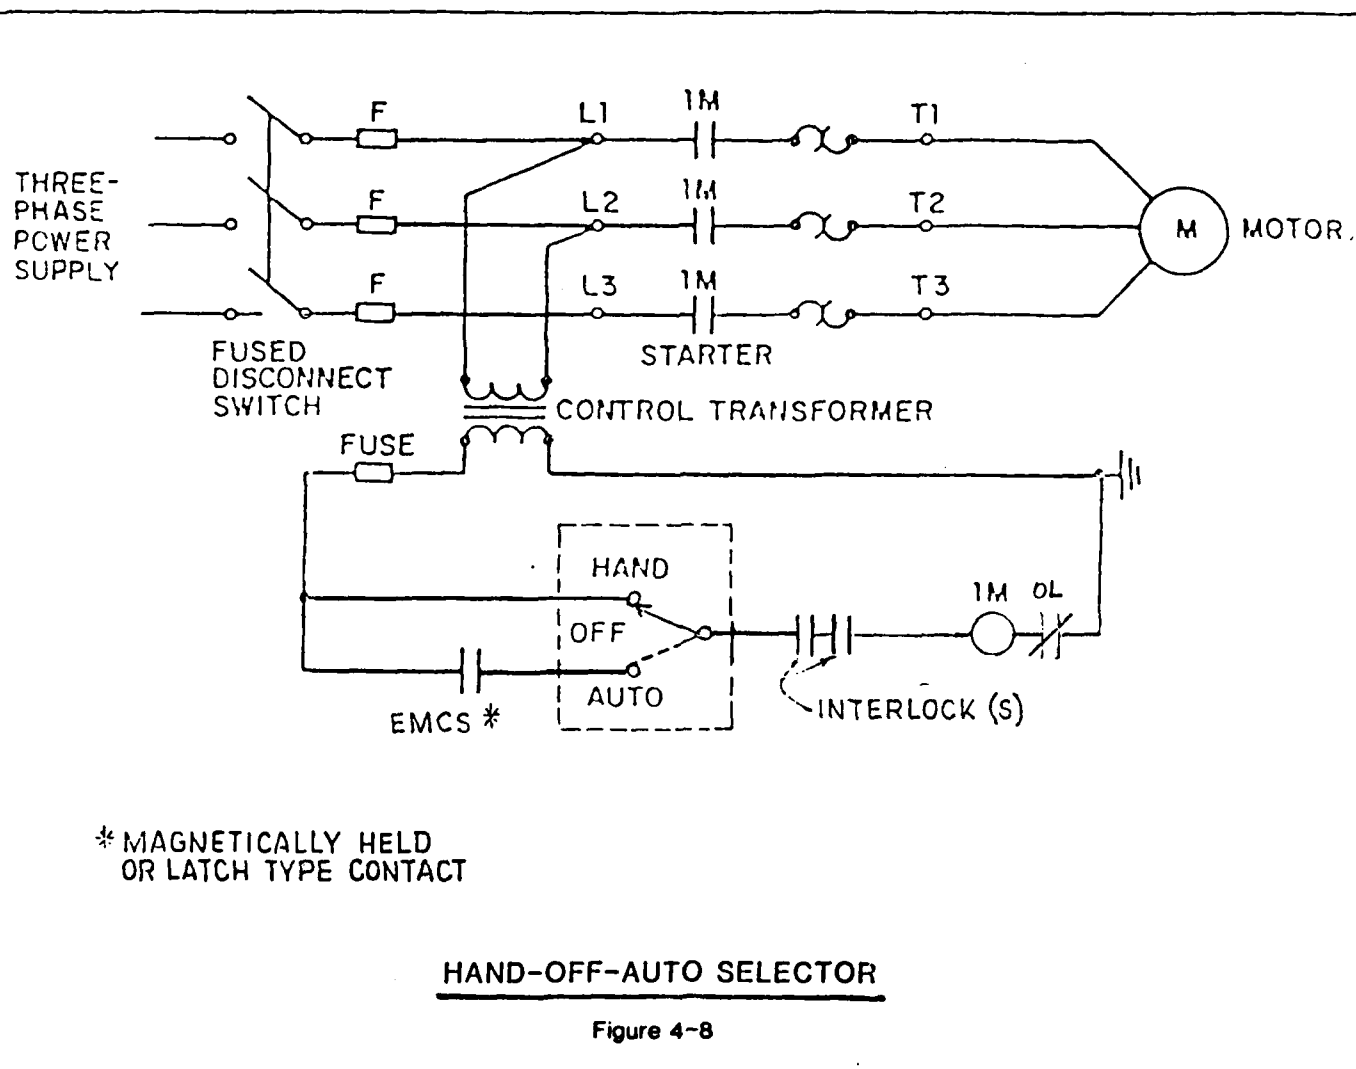 F
L1
1M
T1
THREE-
PHASE
POWER
SUPPLY
F
L2
1M
T2
M
MOTOR.
F
L3
1M
T3
FUSED
DISCONNECT
SWITCH
STARTER
CONTROL TRANSFORMER
FUSE
HAND
OFF
AUTO
1M
OL
EMCS *
INTERLOCK (S)
* MAGNETICALLY HELD
OR LATCH TYPE CONTACT
HAND-OFF-AUTO SELECTOR
Figure 4-8